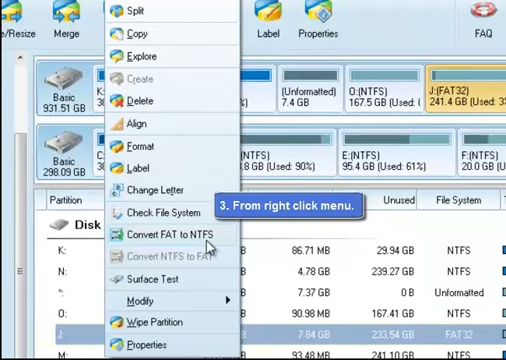 e/Resize Merge Split Label Properties FAQ
Copy
Explore
Create
Delete
Align
Format
Label
Change Letter
Check File System
Convert FAT to NTFS
Convert NTFS to FAT
Surface Test
Modify
Wipe Partition
Properties
3. From right click menu.
Basic
931.51 GB
K:
(Unformatted)
7.4 GB
O:(NTFS)
167.5 GB (Used: (
J:(FAT32)
241.4 GB (Used: 3%
Basic
298.09 GB
C:
.8 GB (Used: 90%)
E:(NTFS)
95.4 GB (Used: 61%)
F:(NTFS)
20.0 GB (Used:
Partition Unused File System
Disk
K: B 86.71 MB 29.94 GB NTFS
N: B 4.78 GB 239.27 GB NTFS
*: B 7.37 GB 0 B Unformatted
O: B 90.98 MB 167.41 GB NTFS
J: B 7.84 GB 233.54 GB FAT32
M: B 93.48 MB 110.41 GB NTFS